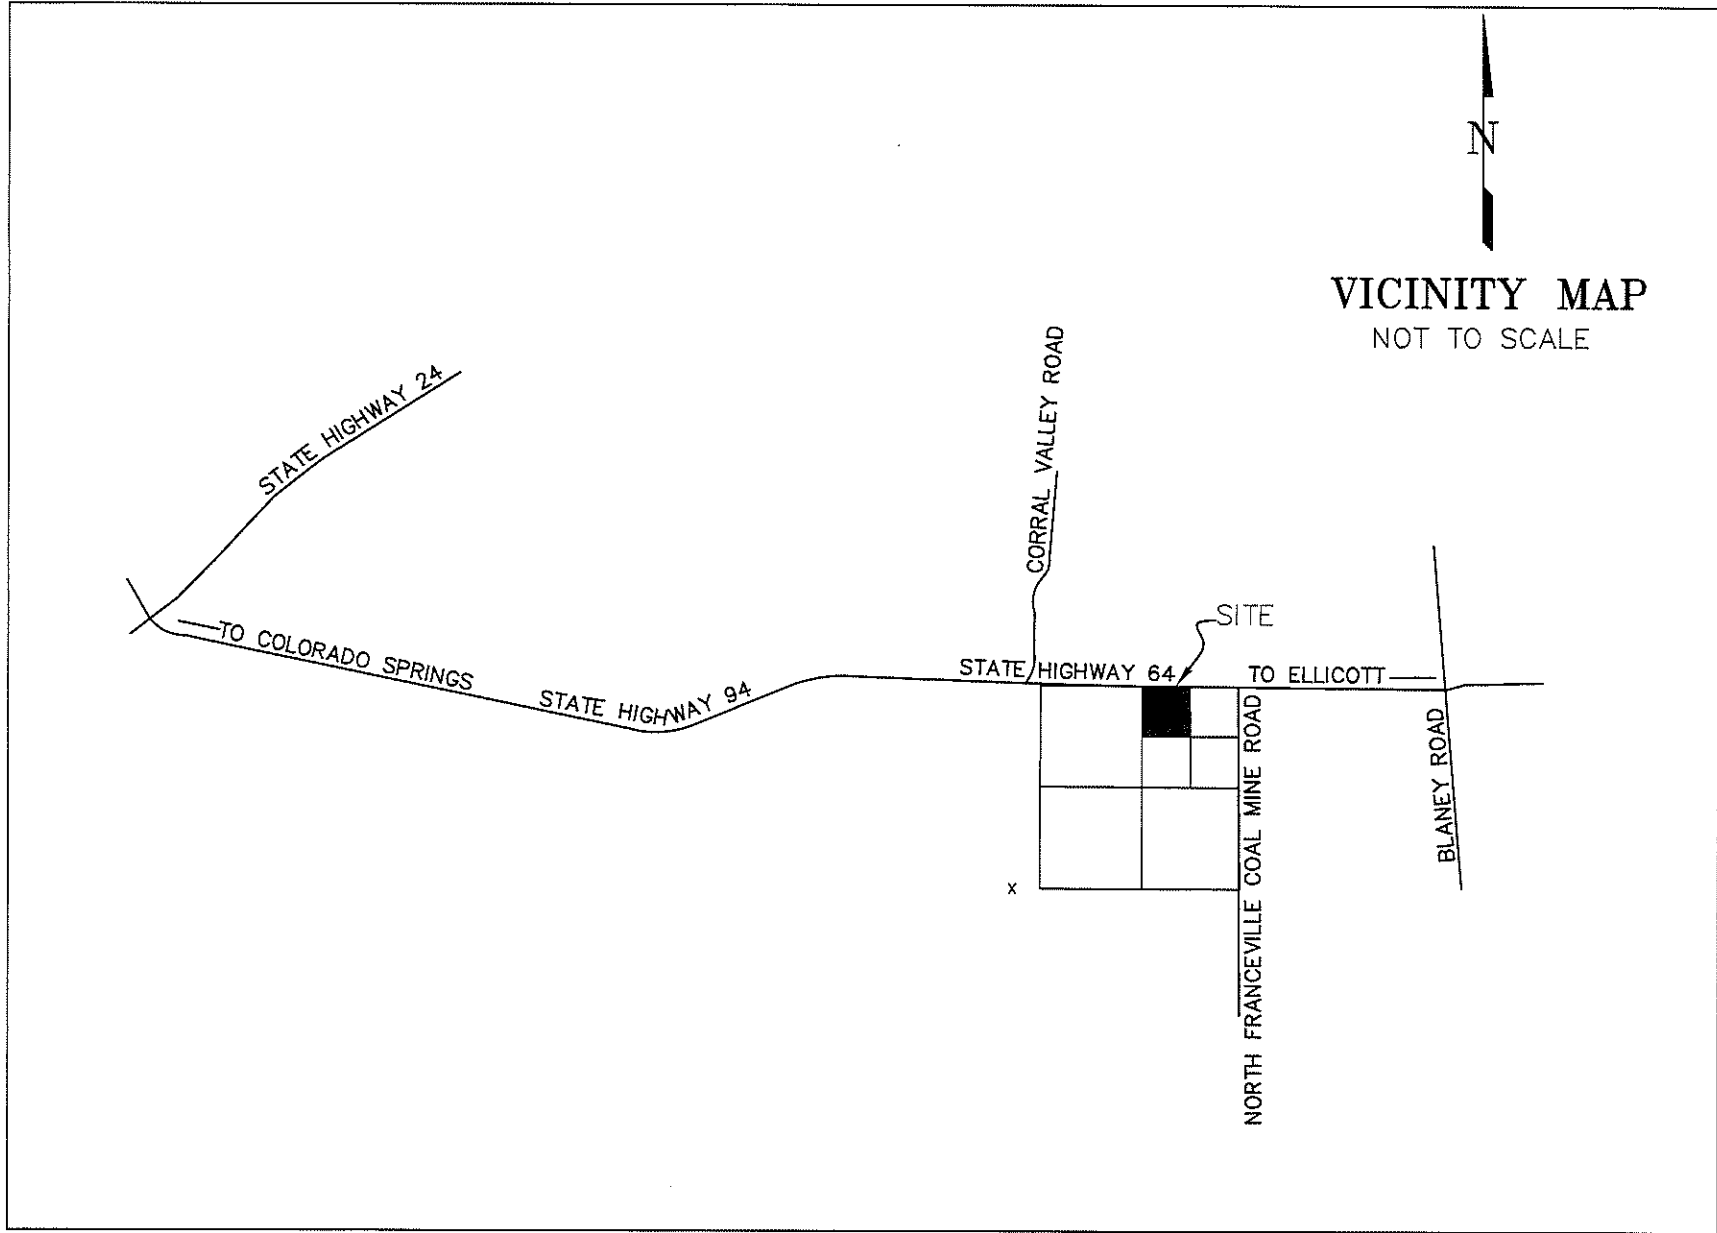 N
VICINITY MAP
NOT TO SCALE
STATE HIGHWAY 24
CORRAL VALLEY ROAD
SITE
TO COLORADO SPRINGS
STATE HIGHWAY 94
STATE HIGHWAY 64
TO ELLICOTT
NORTH FRANCEVILLE COAL MINE ROAD
BLANEY ROAD
x